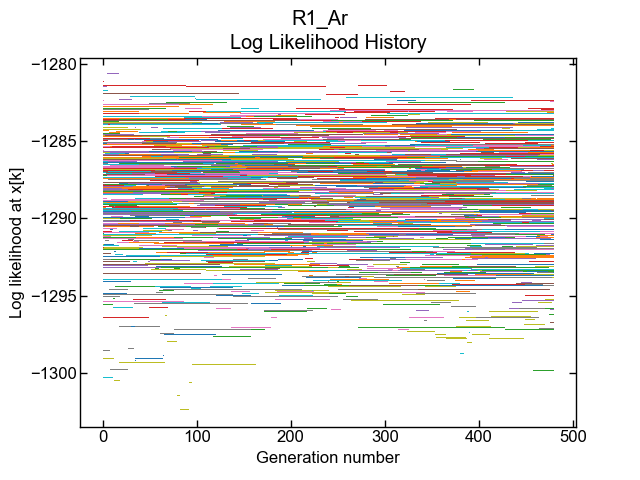 R1_Ar
Log Likelihood History
Log likelihood at x[k]
−1280
−1285
−1290
−1295
−1300
0 100 200 300 400 500
Generation number